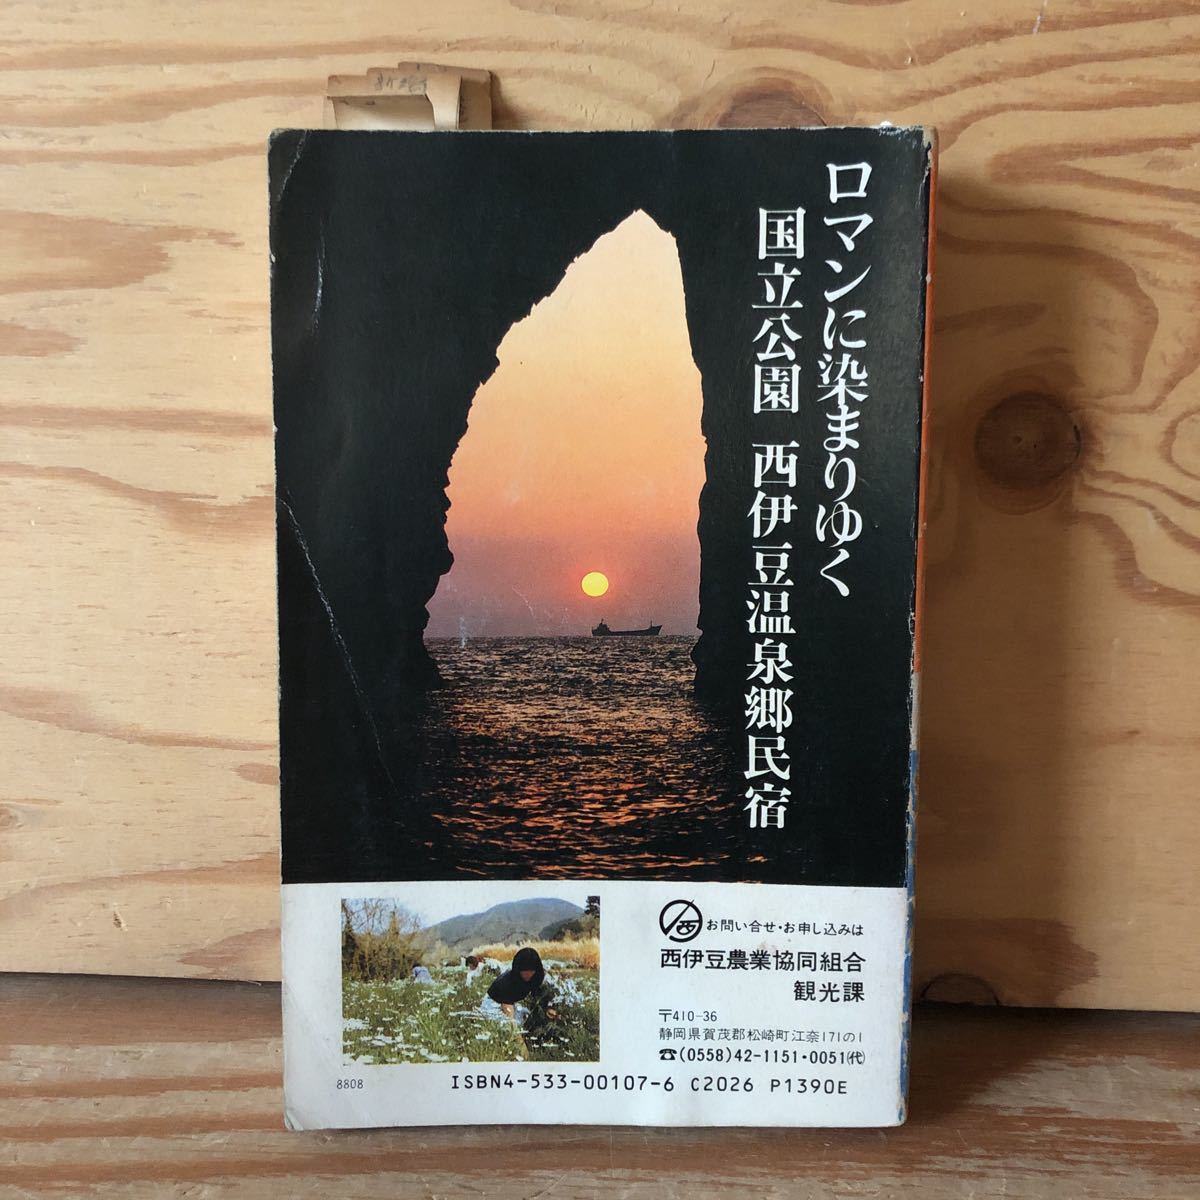 ロマンに染まりゆく
国立公園 西伊豆温泉郷民宿
西 お問い合せ・お申し込みは
西伊豆農業協同組合
観光課
〒410-36
静岡県賀茂郡松崎町江奈171の1
☎(0558)42-1151・0051(代)
8808
ISBN4-533-00107-6 C2026 P1390E